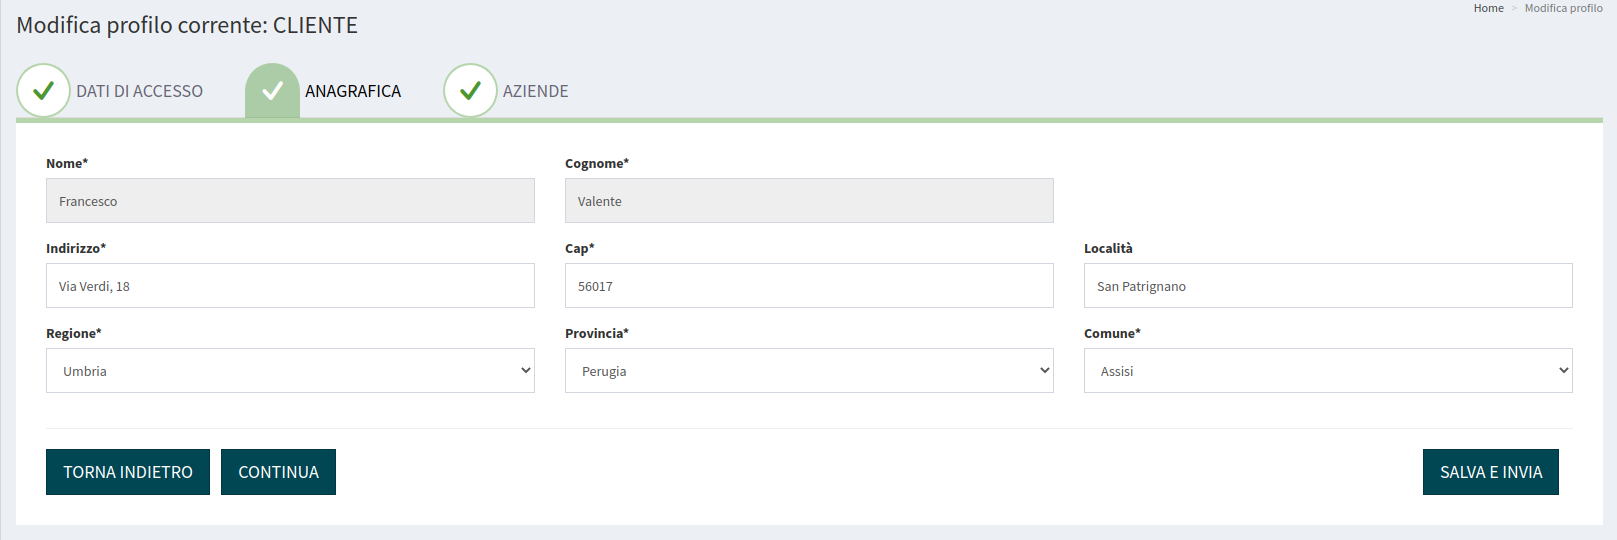 Home > Modifica profilo
Modifica profilo corrente: CLIENTE
DATI DI ACCESSO ANAGRAFICA AZIENDE
Nome* Cognome*
Francesco Valente
Indirizzo* Cap* Località
Via Verdi, 18 56017 San Patrignano
Regione* Provincia* Comune*
Umbria Perugia Assisi
TORNA INDIETRO CONTINUA SALVA E INVIA